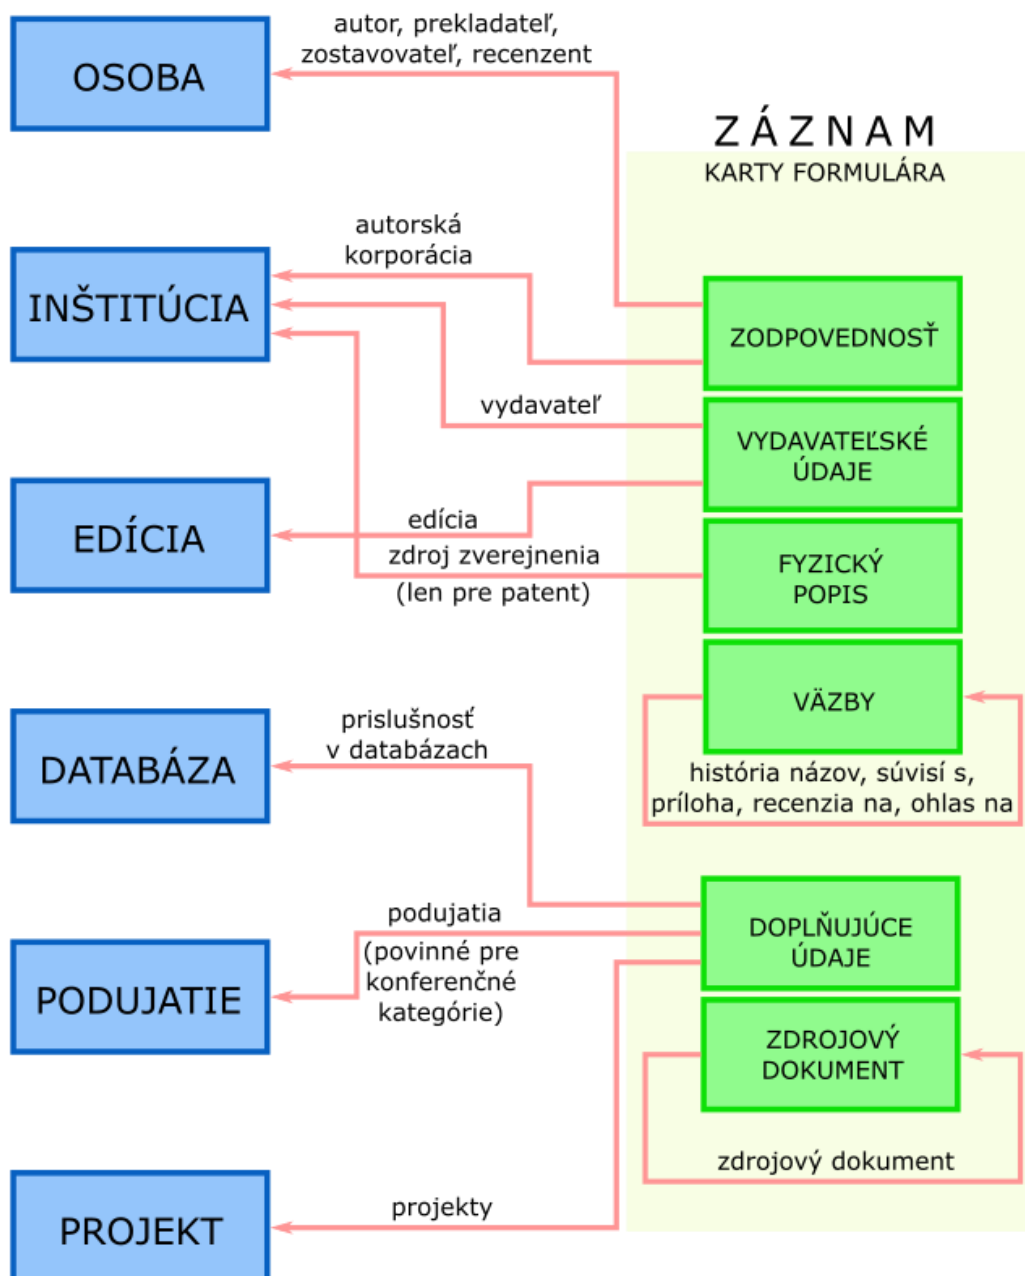 autor, prekladateľ,
zostavovateľ, recenzent
OSOBA
ZÁZNAM
KARTY FORMULÁRA
autorská
korporácia
INŠTITÚCIA
ZODPOVEDNOSŤ
vydavateľ
VYDAVATEĽSKÉ
ÚDAJE
EDÍCIA
edícia
zdroj zverejnenia
(len pre patent)
FYZICKÝ
POPIS
VÄZBY
prislušnosť
v databázach
DATABÁZA
história názov, súvisí s,
príloha, recenzia na, ohlas na
podujatia
(povinné pre
konferenčné
kategórie)
PODUJATIE
DOPLŇUJÚCE
ÚDAJE
ZDROJOVÝ
DOKUMENT
zdrojový dokument
projekty
PROJEKT